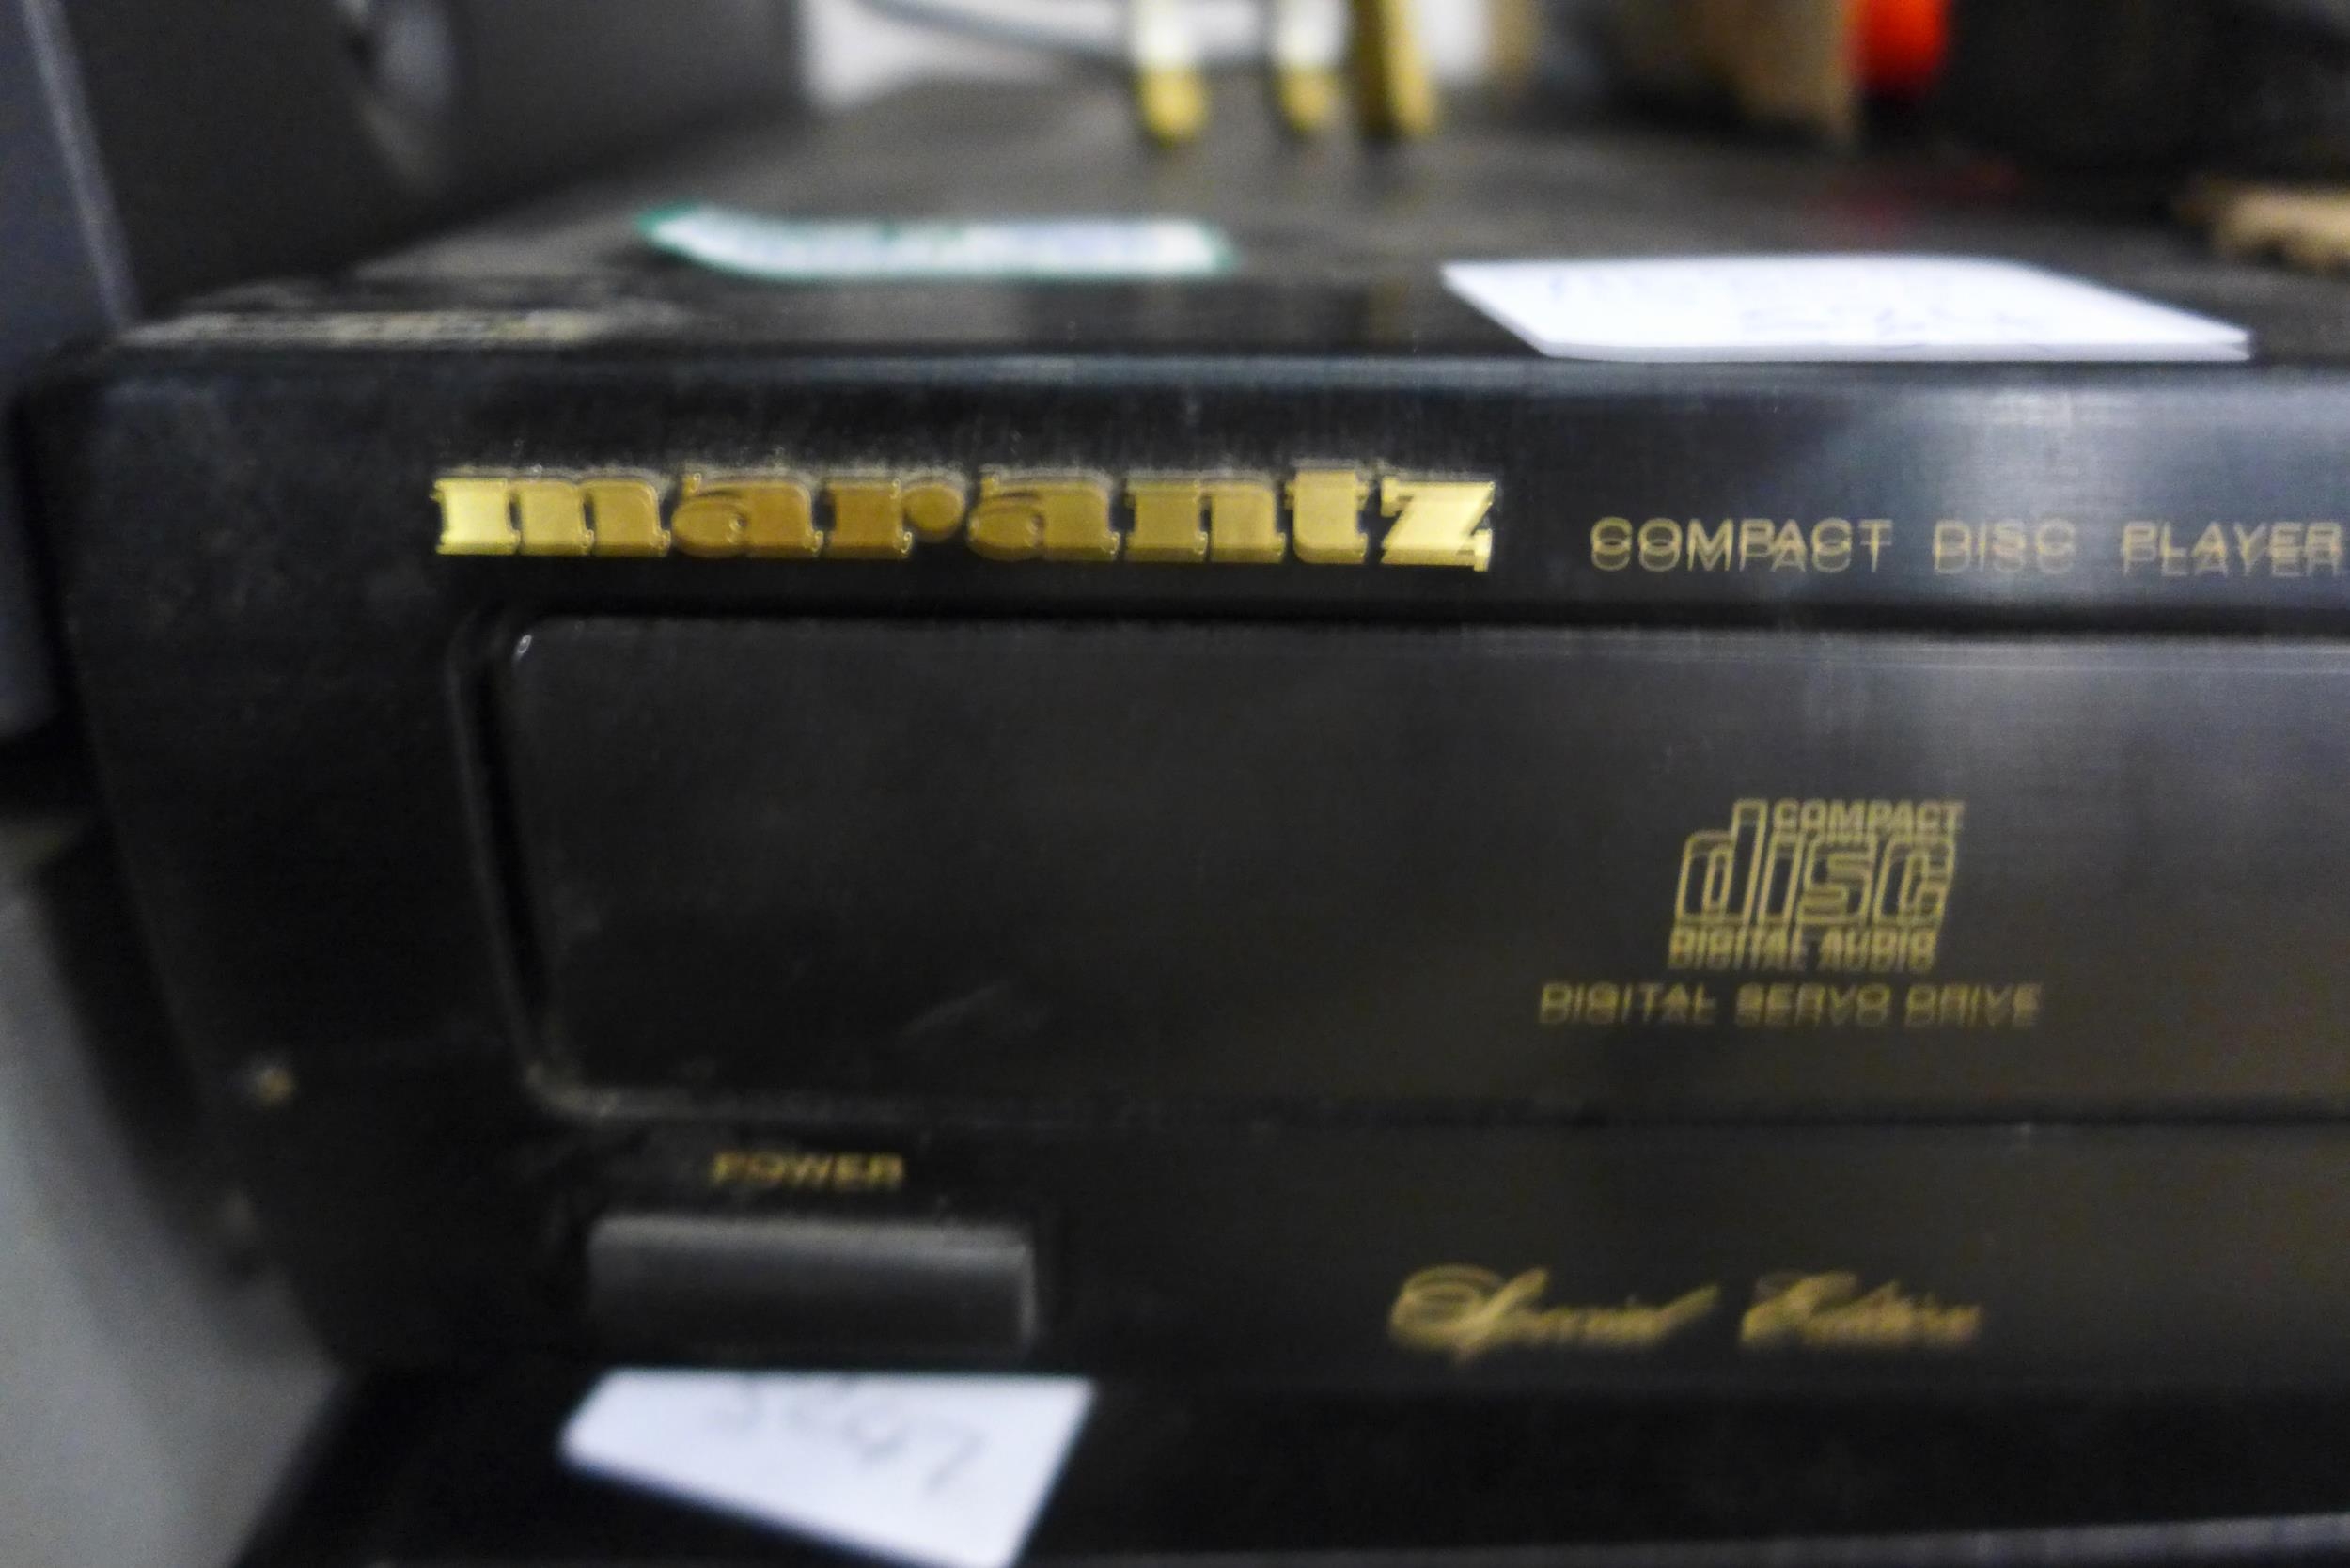 marantz
COMPACT DISC PLAYER
COMPACT
disc
DIGITAL AUDIO
DIGITAL SERVO DRIVE
POWER
Special Edition